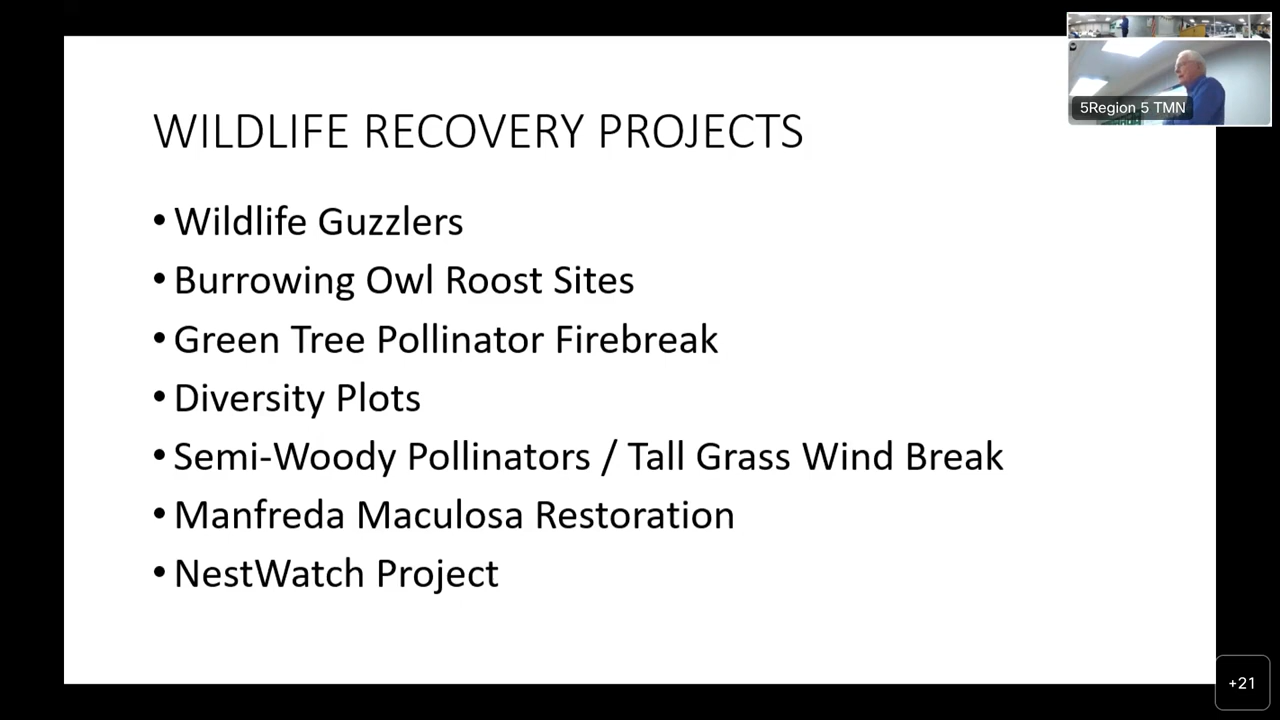 WILDLIFE RECOVERY PROJECTS
• Wildlife Guzzlers
• Burrowing Owl Roost Sites
• Green Tree Pollinator Firebreak
• Diversity Plots
• Semi-Woody Pollinators / Tall Grass Wind Break
• Manfreda Maculosa Restoration
• NestWatch Project
5Region 5 TMN
+21